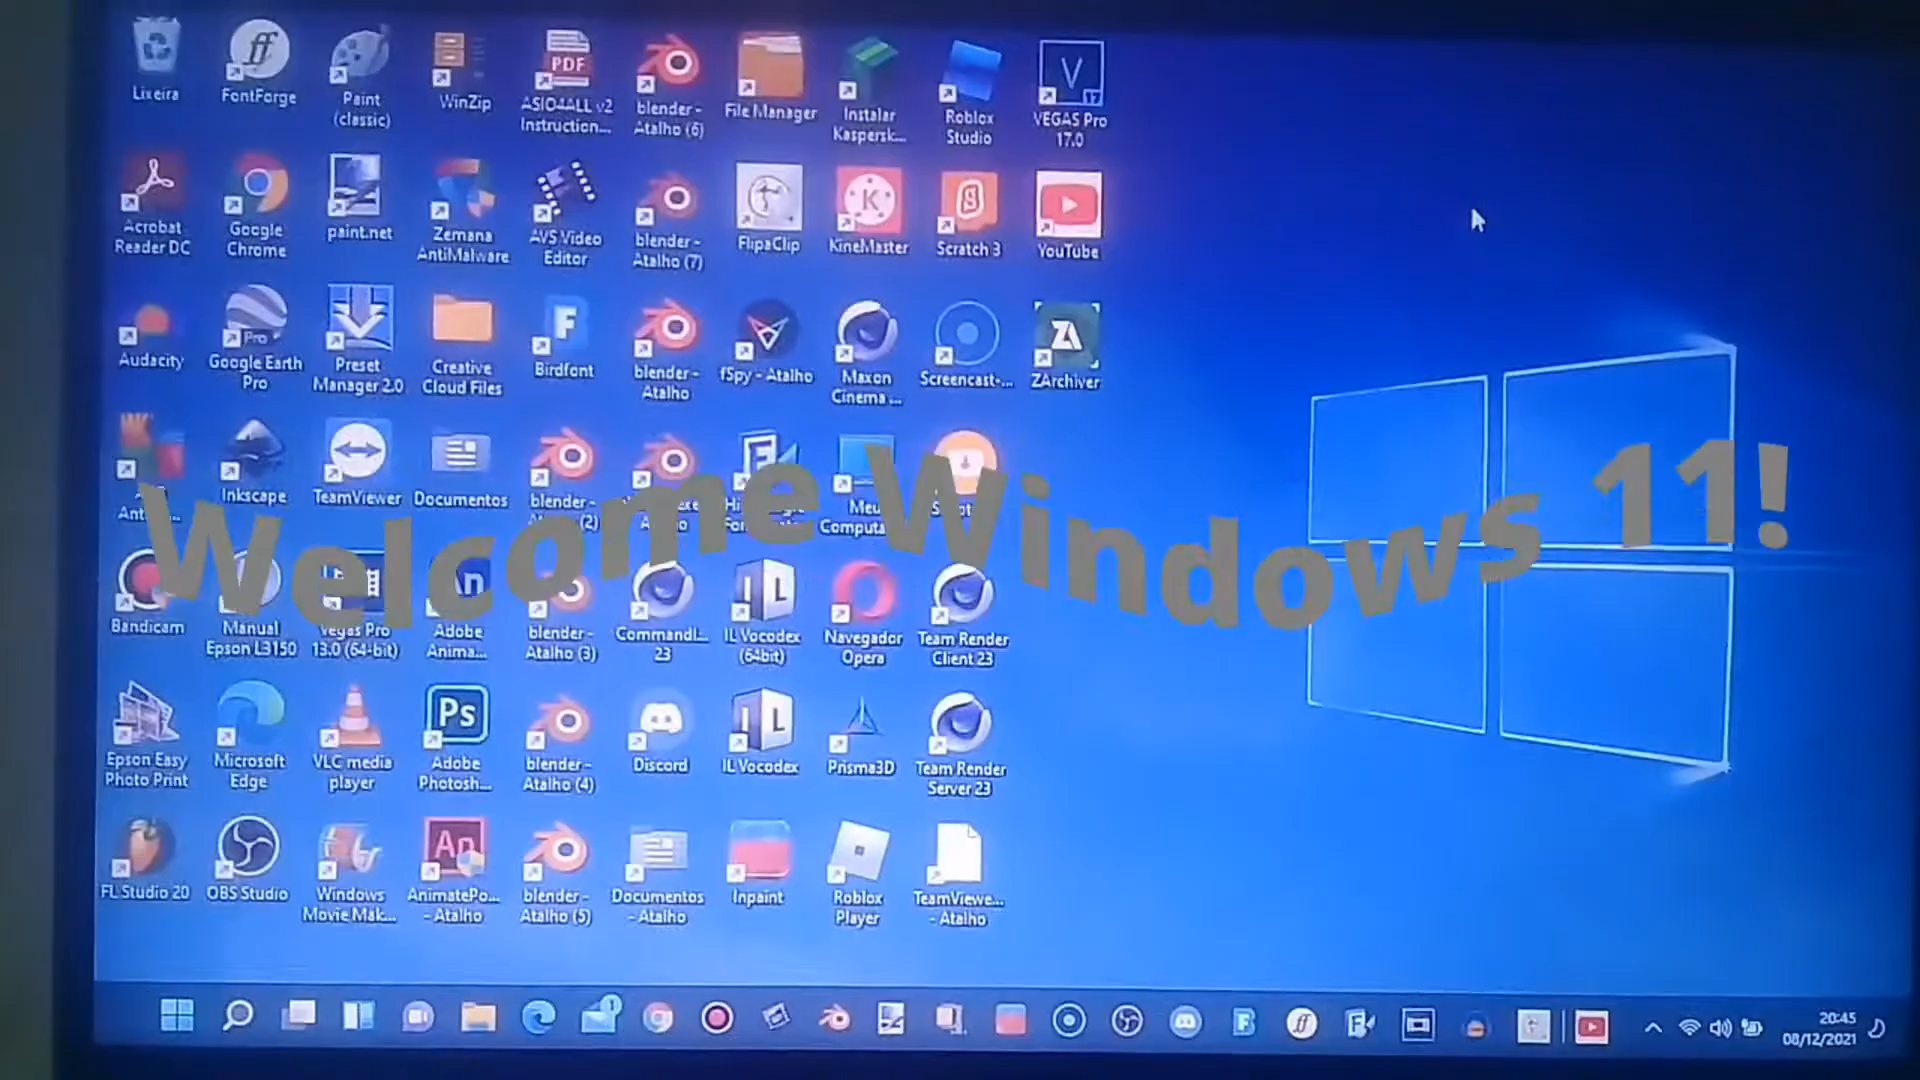 Lixeira
FontForge
Paint
(classic)
WinZip
ASIO4ALL v2
Instruction...
blender -
Atalho (6)
File Manager
Instalar
Kaspersk...
Roblox
Studio
VEGAS Pro
17.0
Acrobat
Reader DC
Google
Chrome
paint.net
Zemana
AntiMalware
AVS Video
Editor
blender -
Atalho (7)
FlipaClip
KineMaster
Scratch 3
YouTube
Audacity
Google Earth
Pro
Preset
Manager 2.0
Creative
Cloud Files
Birdfont
blender -
Atalho
fSpy - Atalho
Maxon
Cinema ...
Screencast-...
ZArchiver
Inkscape
TeamViewer
Documentos
blender -
(2)
Meu
Welcome Windows 11!
Bandicam
Manual
Epson L3150
Vegas Pro
13.0 (64-bit)
Adobe
Anima...
blender -
Atalho (3)
Commandl...
23
IL Vocodex
(64bit)
Navegador
Opera
Team Render
Client 23
Epson Easy
Photo Print
Microsoft
Edge
VLC media
player
Adobe
Photosh...
blender -
Atalho (4)
Discord
IL Vocodex
Prisma3D
Team Render
Server 23
FL Studio 20
OBS Studio
Windows
Movie Mak...
AnimatePo...
- Atalho
blender -
Atalho (5)
Documentos
- Atalho
Inpaint
Roblox
Player
TeamViewe...
- Atalho
20:45
08/12/2021